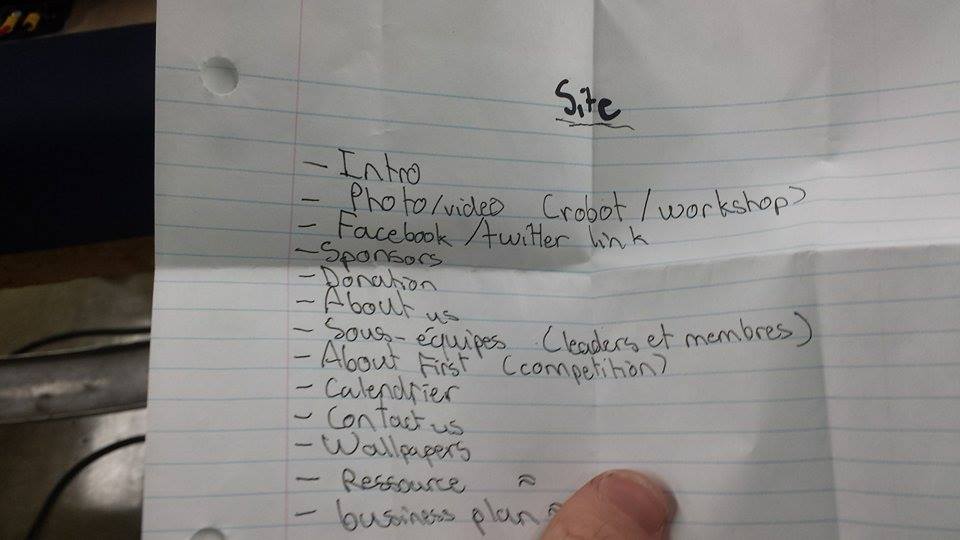 Site
- Intro
- Photo/video (robot/workshop)
- Facebook/twitter link
- Sponsors
- Donation
- About us
- Sous-équipes (leaders et membres)
- About First (competition)
- Calendrier
- Contact us
- Wallpapers
- Ressource ≈
- bussiness plan ≈